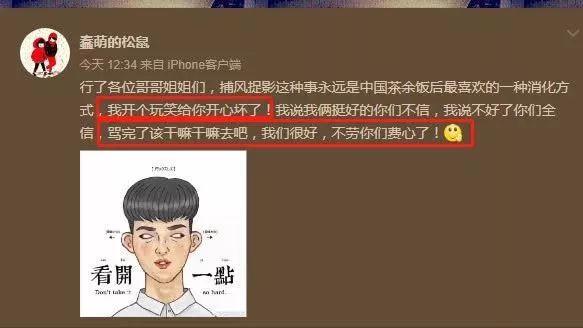 蠢萌的松鼠
今天 12:34 来自 iPhone客户端
行了各位哥哥姐姐们，捕风捉影这种事永远是中国茶余饭后最喜欢的一种消化方
式，我开个玩笑给你开心坏了！我说我俩挺好的你们不信，我说不好了你们全
信，骂完了该干嘛干嘛去吧，我们很好，不劳你们费心了！
看開 一點
Don't take it so hard.